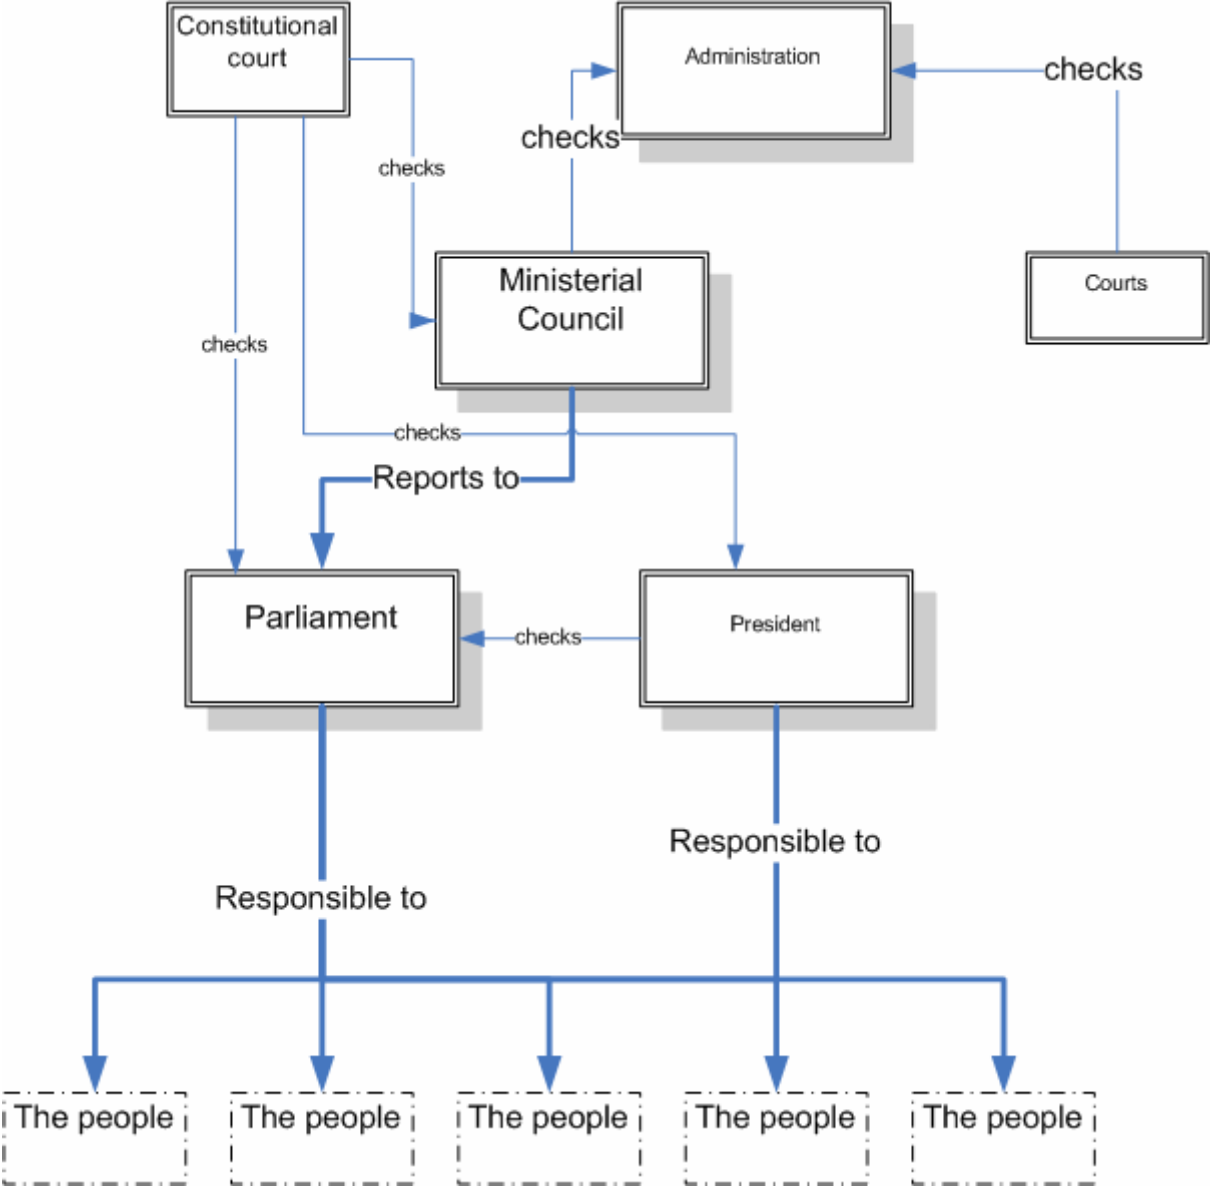 Constitutional
court
Administration
checks
checks
checks
Ministerial
Council
Courts
checks
checks
Reports to
Parliament
checks
President
Responsible to
Responsible to
The people
The people
The people
The people
The people